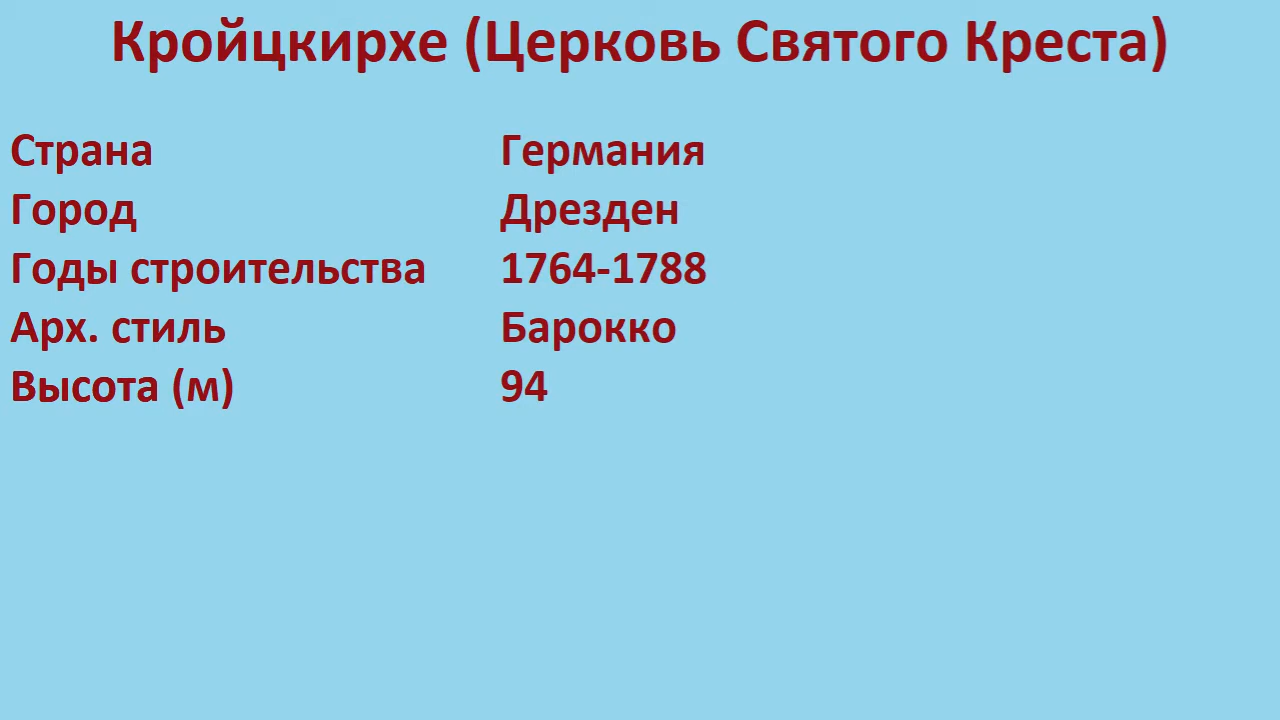 Кройцкирхе (Церковь Святого Креста)
Страна Германия
Город Дрезден
Годы строительства 1764-1788
Арх. стиль Барокко
Высота (м) 94